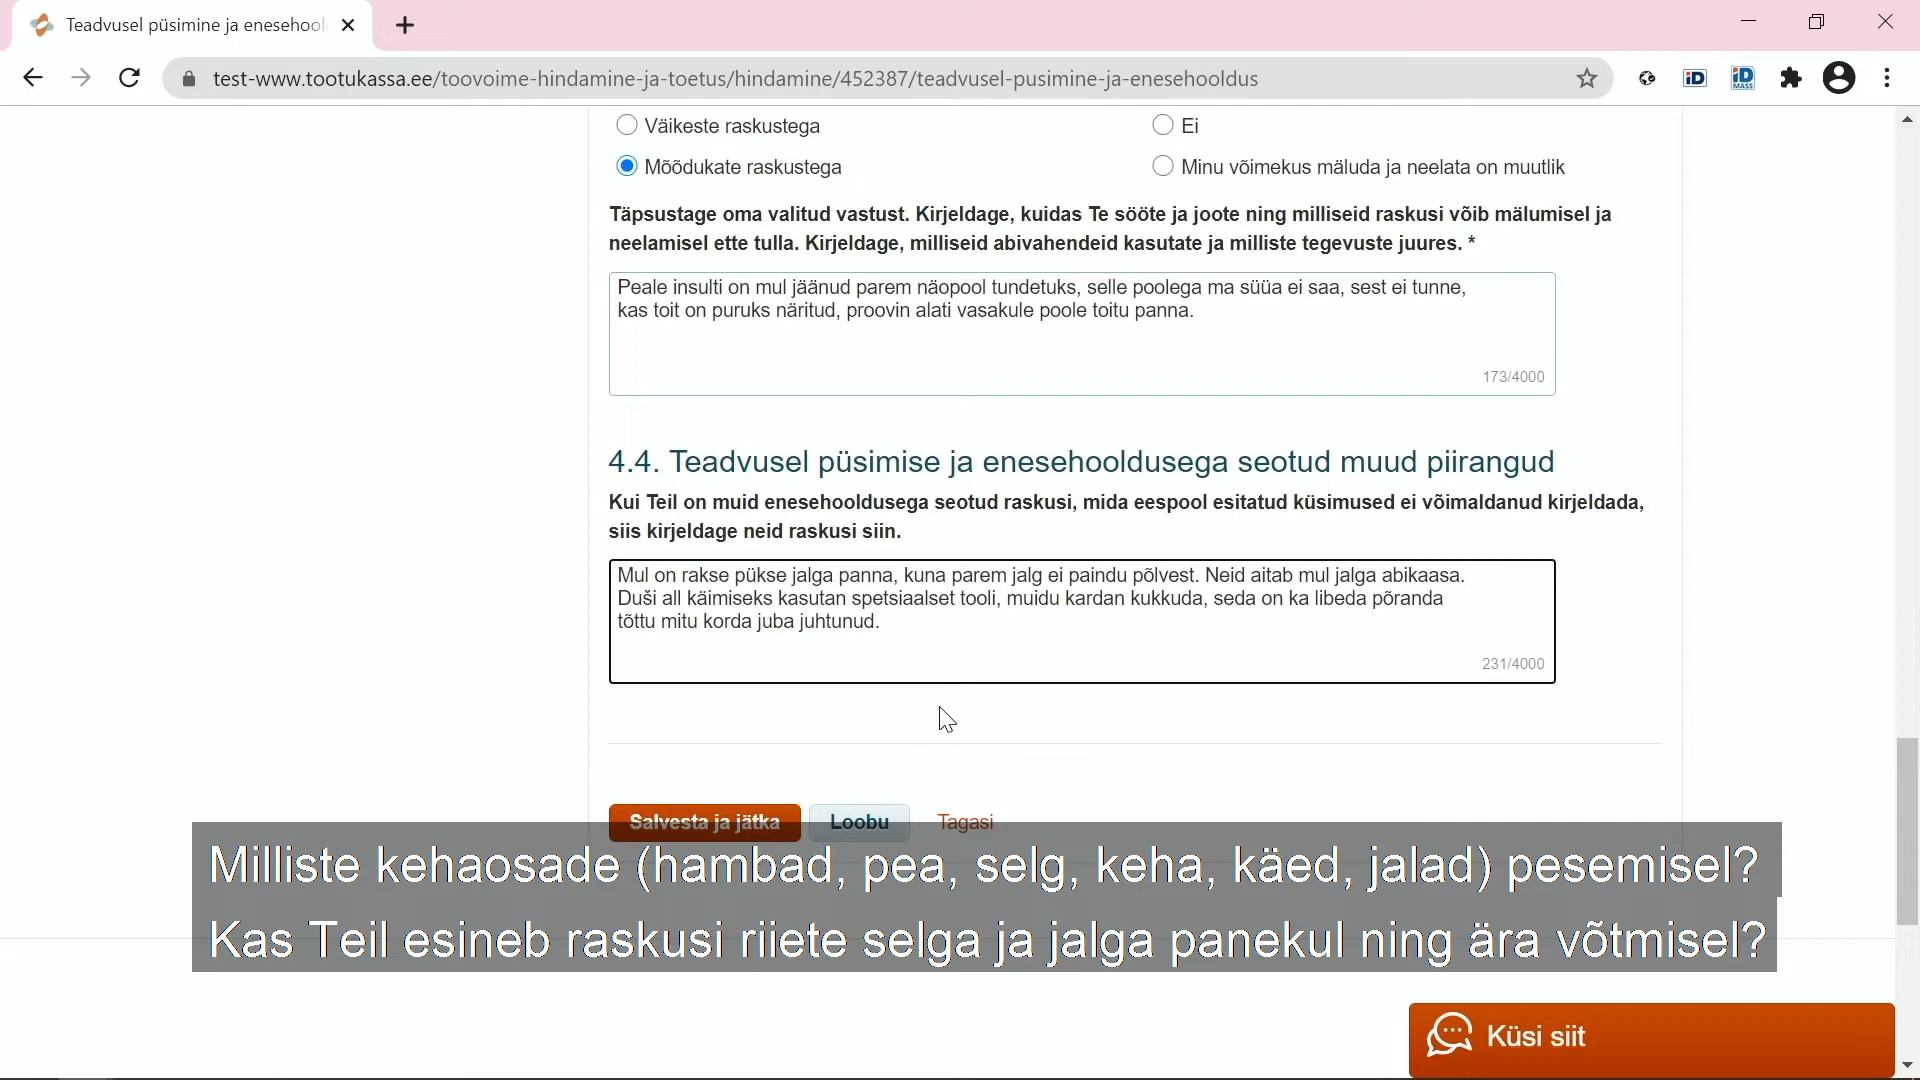 Teadvusel püsimine ja enesehool
test-www.tootukassa.ee/toovoime-hindamine-ja-toetus/hindamine/452387/teadvusel-pusimine-ja-enesehooldus
iD
iD
MASS
Väikeste raskustega
Ei
Mõõdukate raskustega
Minu võimekus mäluda ja neelata on muutlik
Täpsustage oma valitud vastust. Kirjeldage, kuidas Te sööte ja joote ning milliseid raskusi võib mälumisel ja
neelamisel ette tulla. Kirjeldage, milliseid abivahendeid kasutate ja milliste tegevuste juures. *
Peale insulti on mul jäänud parem näopool tundetuks, selle poolega ma süüa ei saa, sest ei tunne,
kas toit on puruks näritud, proovin alati vasakule poole toitu panna.
173/4000
4.4. Teadvusel püsimise ja enesehooldusega seotud muud piirangud
Kui Teil on muid enesehooldusega seotud raskusi, mida eespool esitatud küsimused ei võimaldanud kirjeldada,
siis kirjeldage neid raskusi siin.
Mul on rakse pükse jalga panna, kuna parem jalg ei paindu põlvest. Neid aitab mul jalga abikaasa.
Duši all käimiseks kasutan spetsiaalset tooli, muidu kardan kukkuda, seda on ka libeda põranda
tõttu mitu korda juba juhtunud.
231/4000
Salvesta ja jätka
Loobu
Tagasi
Milliste kehaosade (hambad, pea, selg, keha, käed, jalad) pesemisel?
Kas Teil esineb raskusi riiete selga ja jalga panekul ning ära võtmisel?
Küsi siit